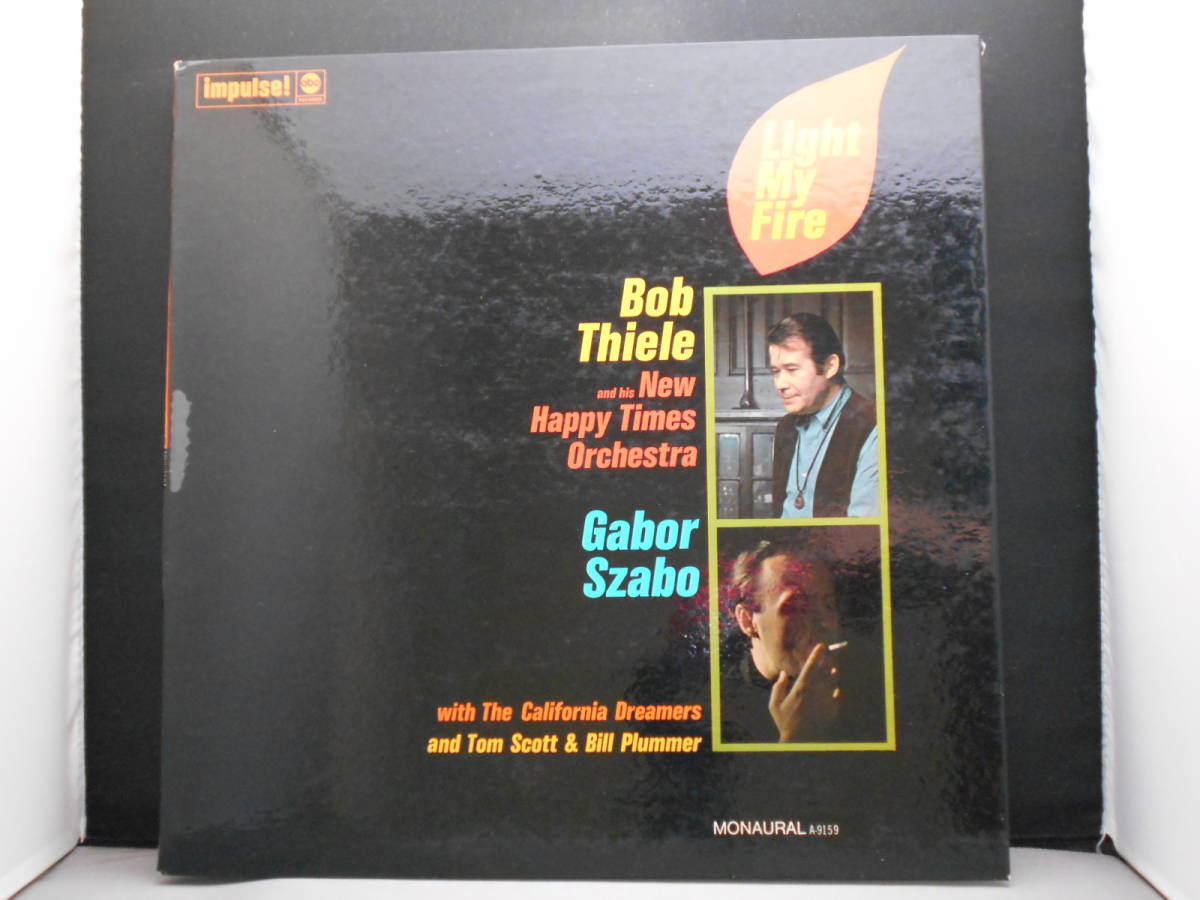 impulse!
abc
Light
My
Fire
Bob
Thiele
and his New
Happy Times
Orchestra
Gabor
Szabo
with The California Dreamers
and Tom Scott & Bill Plummer
MONAURAL A-9159